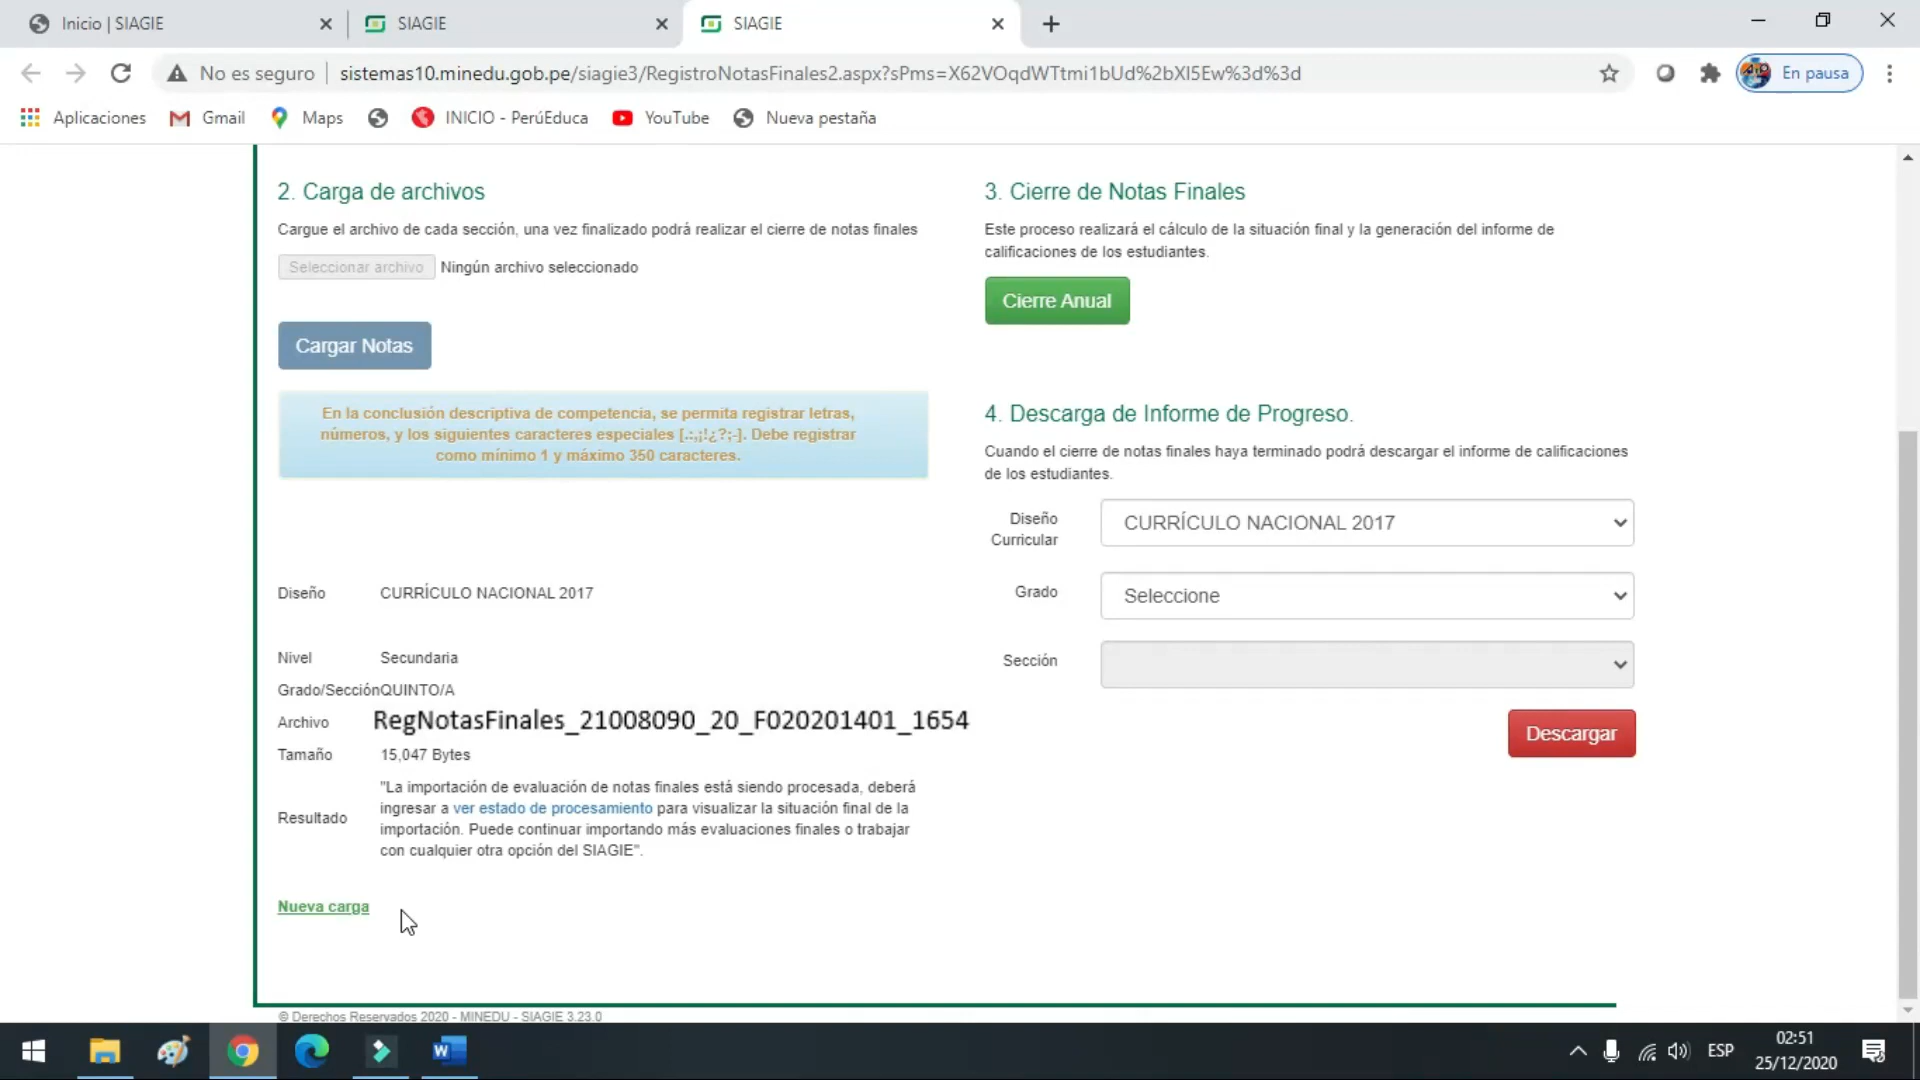 Inicio | SIAGIE
SIAGIE
SIAGIE
No es seguro
sistemas10.minedu.gob.pe/siagie3/RegistroNotasFinales2.aspx?sPms=X62VOqdWTtmi1bUd%2bXI5Ew%3d%3d
En pausa
Aplicaciones
Gmail
Maps
INICIO - PerúEduca
YouTube
Nueva pestaña
2. Carga de archivos
Cargue el archivo de cada sección, una vez finalizado podrá realizar el cierre de notas finales
Seleccionar archivo Ningún archivo seleccionado
Cargar Notas
En la conclusión descriptiva de competencia, se permita registrar letras,
números, y los siguientes caracteres especiales [.:,;¡!¿?;-]. Debe registrar
como mínimo 1 y máximo 350 caracteres.
Diseño CURRÍCULO NACIONAL 2017
Nivel Secundaria
Grado/SecciónQUINTO/A
Archivo RegNotasFinales_21008090_20_F020201401_1654
Tamaño 15,047 Bytes
Resultado
"La importación de evaluación de notas finales está siendo procesada, deberá
ingresar a ver estado de procesamiento para visualizar la situación final de la
importación. Puede continuar importando más evaluaciones finales o trabajar
con cualquier otra opción del SIAGIE".
Nueva carga
3. Cierre de Notas Finales
Este proceso realizará el cálculo de la situación final y la generación del informe de
calificaciones de los estudiantes.
Cierre Anual
4. Descarga de Informe de Progreso.
Cuando el cierre de notas finales haya terminado podrá descargar el informe de calificaciones
de los estudiantes.
Diseño
Curricular
CURRÍCULO NACIONAL 2017
Grado
Seleccione
Sección
Descargar
© Derechos Reservados 2020 - MINEDU - SIAGIE 3.23.0
ESP
02:51
25/12/2020